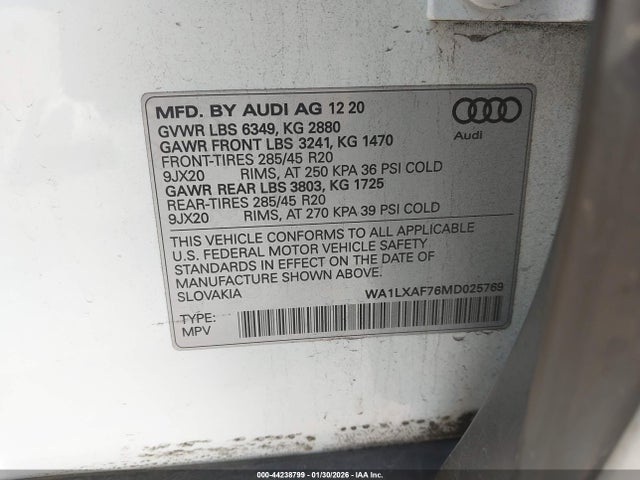 MFD. BY AUDI AG 12 20
GVWR LBS 6349, KG 2880
GAWR FRONT LBS 3241, KG 1470
FRONT-TIRES 285/45 R20
9JX20 RIMS, AT 250 KPA 36 PSI COLD
GAWR REAR LBS 3803, KG 1725
REAR-TIRES 285/45 R20
9JX20 RIMS, AT 270 KPA 39 PSI COLD
Audi
THIS VEHICLE CONFORMS TO ALL APPLICABLE
U.S. FEDERAL MOTOR VEHICLE SAFETY
STANDARDS IN EFFECT ON THE DATE OF
MANUFACTURE SHOWN ABOVE.
SLOVAKIA WA1LXAF76MD025769
TYPE:
MPV
000-44238799 | 01/30/2026 - IAA Inc.